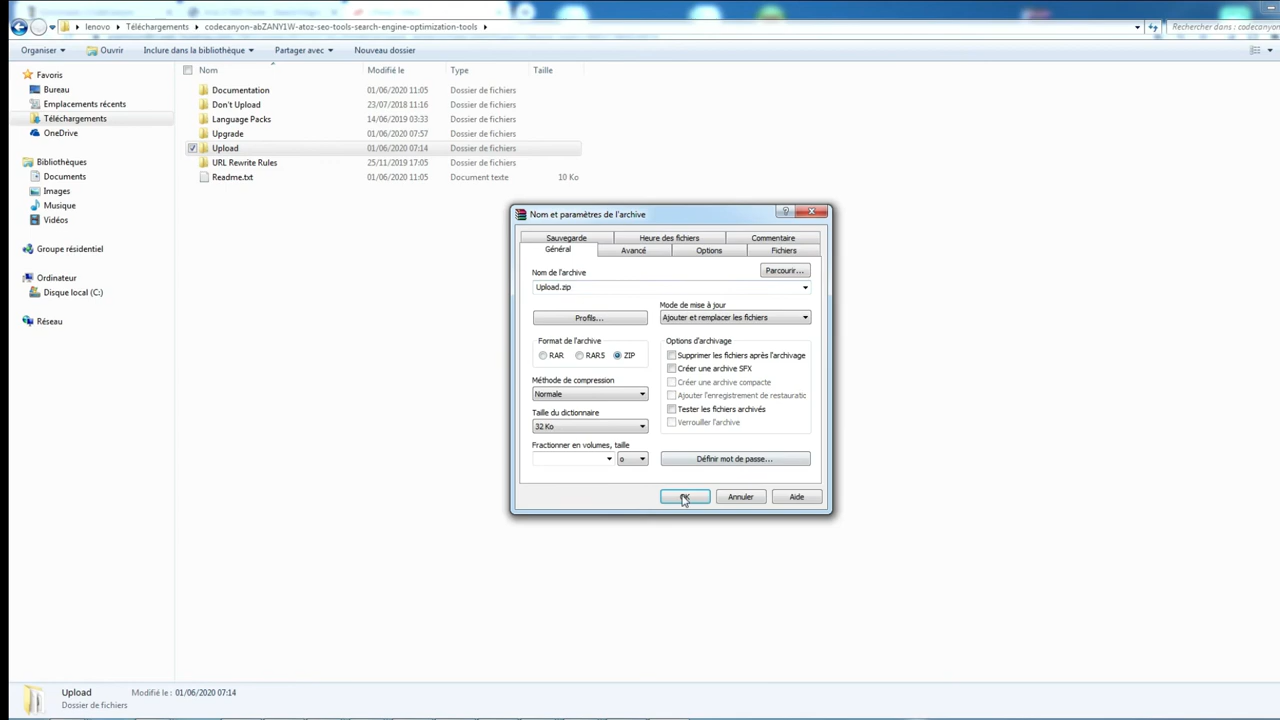 lenovo Téléchargements codecanyon-abZANY1W-atoz-seo-tools-search-engine-optimization-tools
Organiser Ouvrir Inclure dans la bibliothèque Partager avec Nouveau dossier
Nom Modifié le Type Taille
Favoris
Bureau
Emplacements récents
Téléchargements
OneDrive
Bibliothèques
Documents
Images
Musique
Vidéos
Groupe résidentiel
Ordinateur
Disque local (C:)
Réseau
Documentation 01/06/2020 11:05 Dossier de fichiers
Don't Upload 23/07/2018 11:16 Dossier de fichiers
Language Packs 14/06/2019 03:33 Dossier de fichiers
Upgrade 01/06/2020 07:57 Dossier de fichiers
Upload 01/06/2020 07:14 Dossier de fichiers
URL Rewrite Rules 25/11/2019 17:05 Dossier de fichiers
Readme.txt 01/06/2020 11:05 Document texte 10 Ko
Nom et paramètres de l'archive
Sauvegarde Heure des fichiers Commentaire
Général Avancé Options Fichiers
Nom de l'archive
Parcourir...
Upload.zip
Mode de mise à jour
Profils...
Ajouter et remplacer les fichiers
Format de l'archive
RAR RAR5 ZIP
Méthode de compression
Normale
Taille du dictionnaire
32 Ko
Fractionner en volumes, taille
o
Options d'archivage
Supprimer les fichiers après l'archivage
Créer une archive SFX
Créer une archive compacte
Ajouter l'enregistrement de restauratic
Tester les fichiers archivés
Verrouiller l'archive
Définir mot de passe...
Annuler Aide
Upload Modifié le : 01/06/2020 07:14
Dossier de fichiers
Rechercher dans : codecanyon